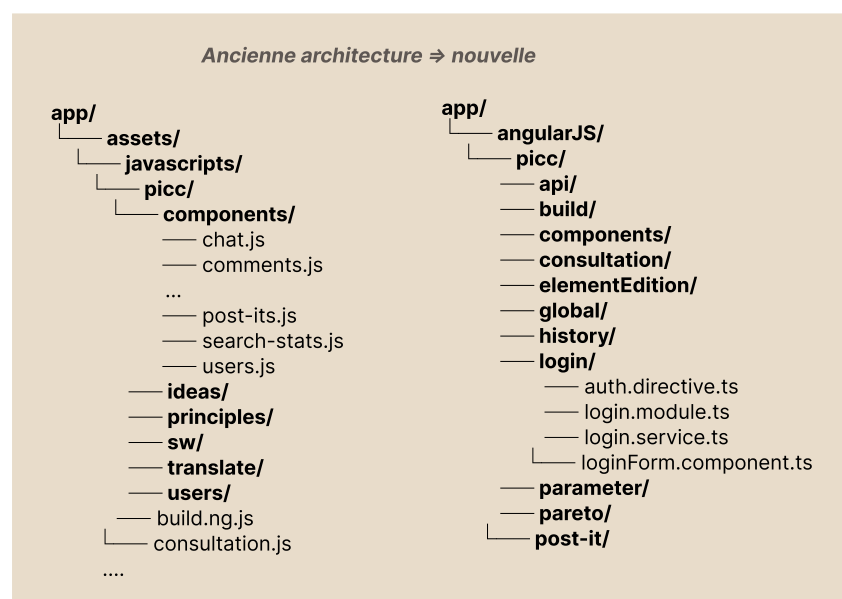 Ancienne architecture ⇒ nouvelle
app/
assets/
javascripts/
picc/
components/
chat.js
comments.js
...
post-its.js
search-stats.js
users.js
ideas/
principles/
sw/
translate/
users/
build.ng.js
consultation.js
....
app/
angularJS/
picc/
api/
build/
components/
consultation/
elementEdition/
global/
history/
login/
auth.directive.ts
login.module.ts
login.service.ts
loginForm.component.ts
parameter/
pareto/
post-it/